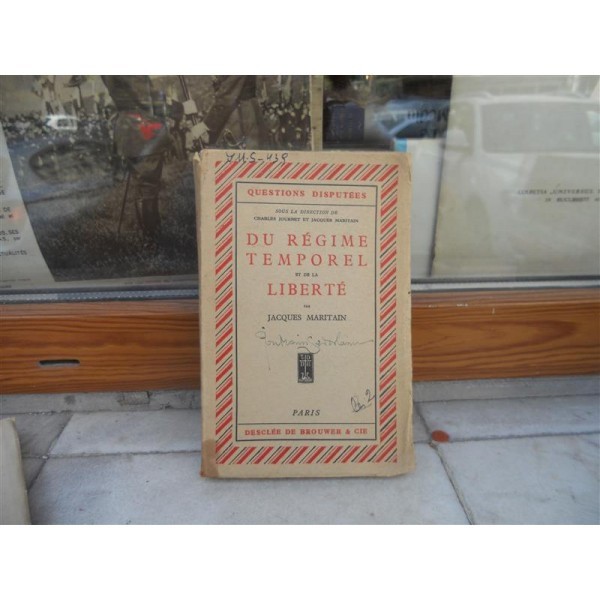 QUESTIONS DISPUTÉES
SOUS LA DIRECTION DE
CHARLES JOURNET ET JACQUES MARITAIN
DU RÉGIME
TEMPOREL
ET DE LA
LIBERTÉ
PAR
JACQUES MARITAIN
PARIS
DESCLÉE DE BROUWER & CIE